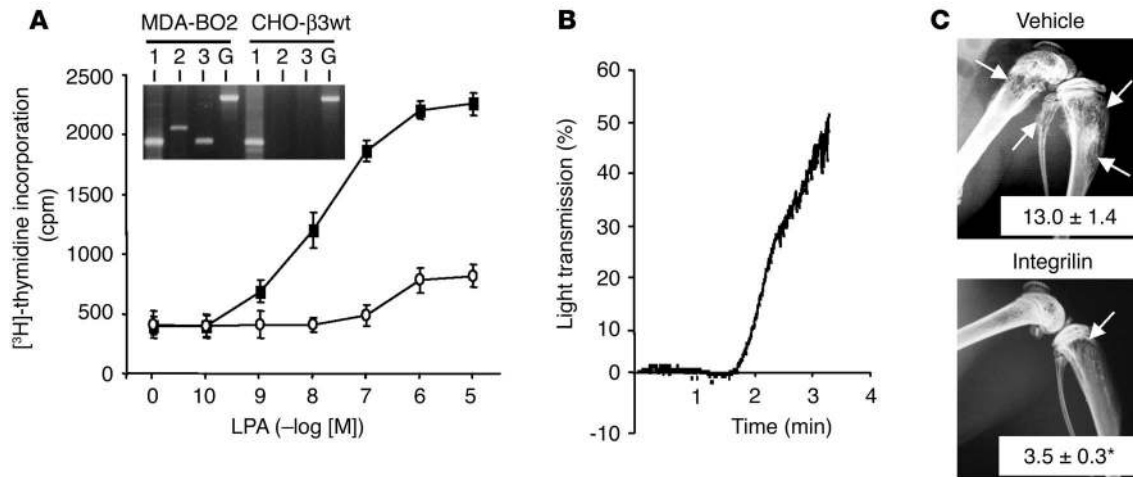 A
MDA-BO2 CHO-β3wt
1 2 3 G 1 2 3 G
2500
2000
1500
1000
500
0
[³H]-thymidine incorporation
(cpm)
0 10 9 8 7 6 5
LPA (–log [M])
B
60
50
40
30
20
10
0
-10
Light transmission (%)
1 2 3 4
Time (min)
C
Vehicle
13.0 ± 1.4
Integrilin
3.5 ± 0.3*